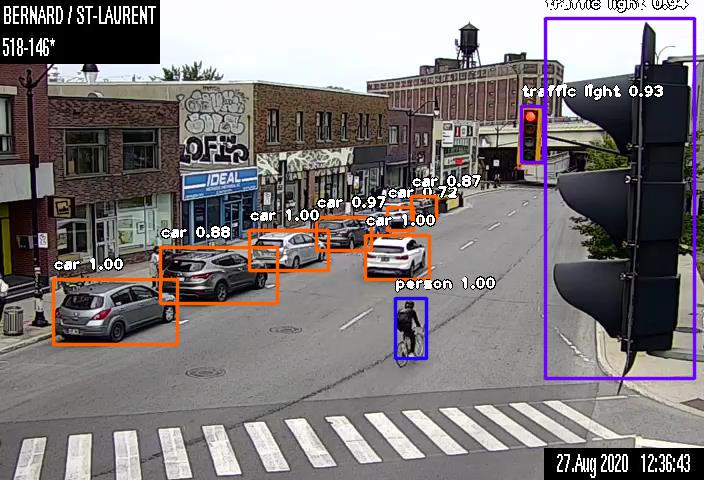 BERNARD / ST-LAURENT
518-146*
traffic light 0.94
traffic light 0.93
car 0.87
car 0.72
car 0.97
car 1.00
car 1.00
car 0.88
car 1.00
person 1.00
IDEAL
27.Aug 2020 12:36:43